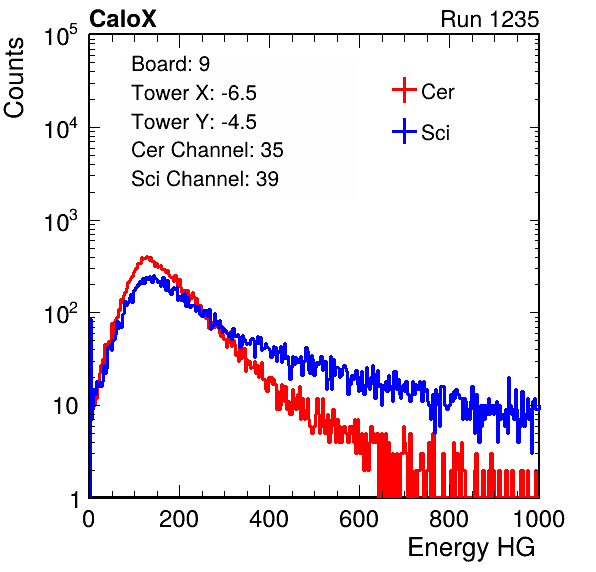 CaloX Run 1235
Counts
Board: 9
Tower X: -6.5
Tower Y: -4.5
Cer Channel: 35
Sci Channel: 39
Cer
Sci
10^5
10^4
10^3
10^2
10
1
0 200 400 600 800 1000
Energy HG